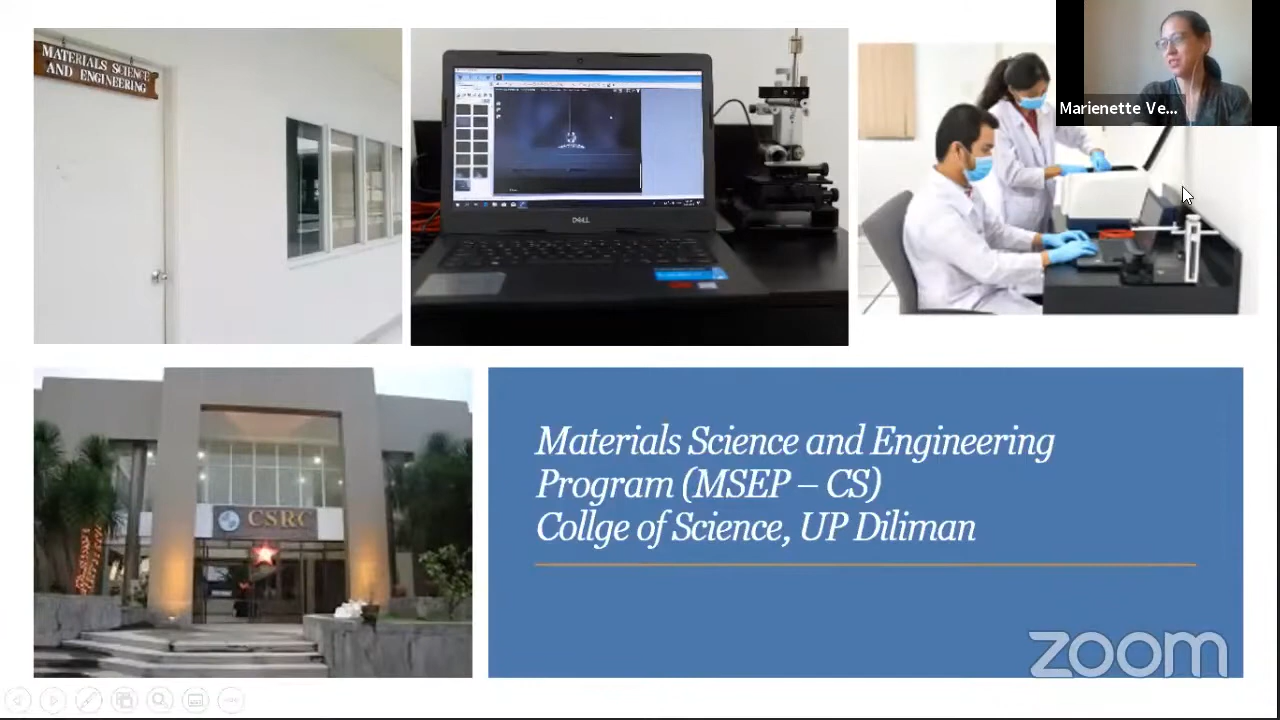 MATERIALS SCIENCE
AND ENGINEERING
DELL
Marienette Ve...
CSRC
Materials Science and Engineering
Program (MSEP – CS)
Collge of Science, UP Diliman
zoom